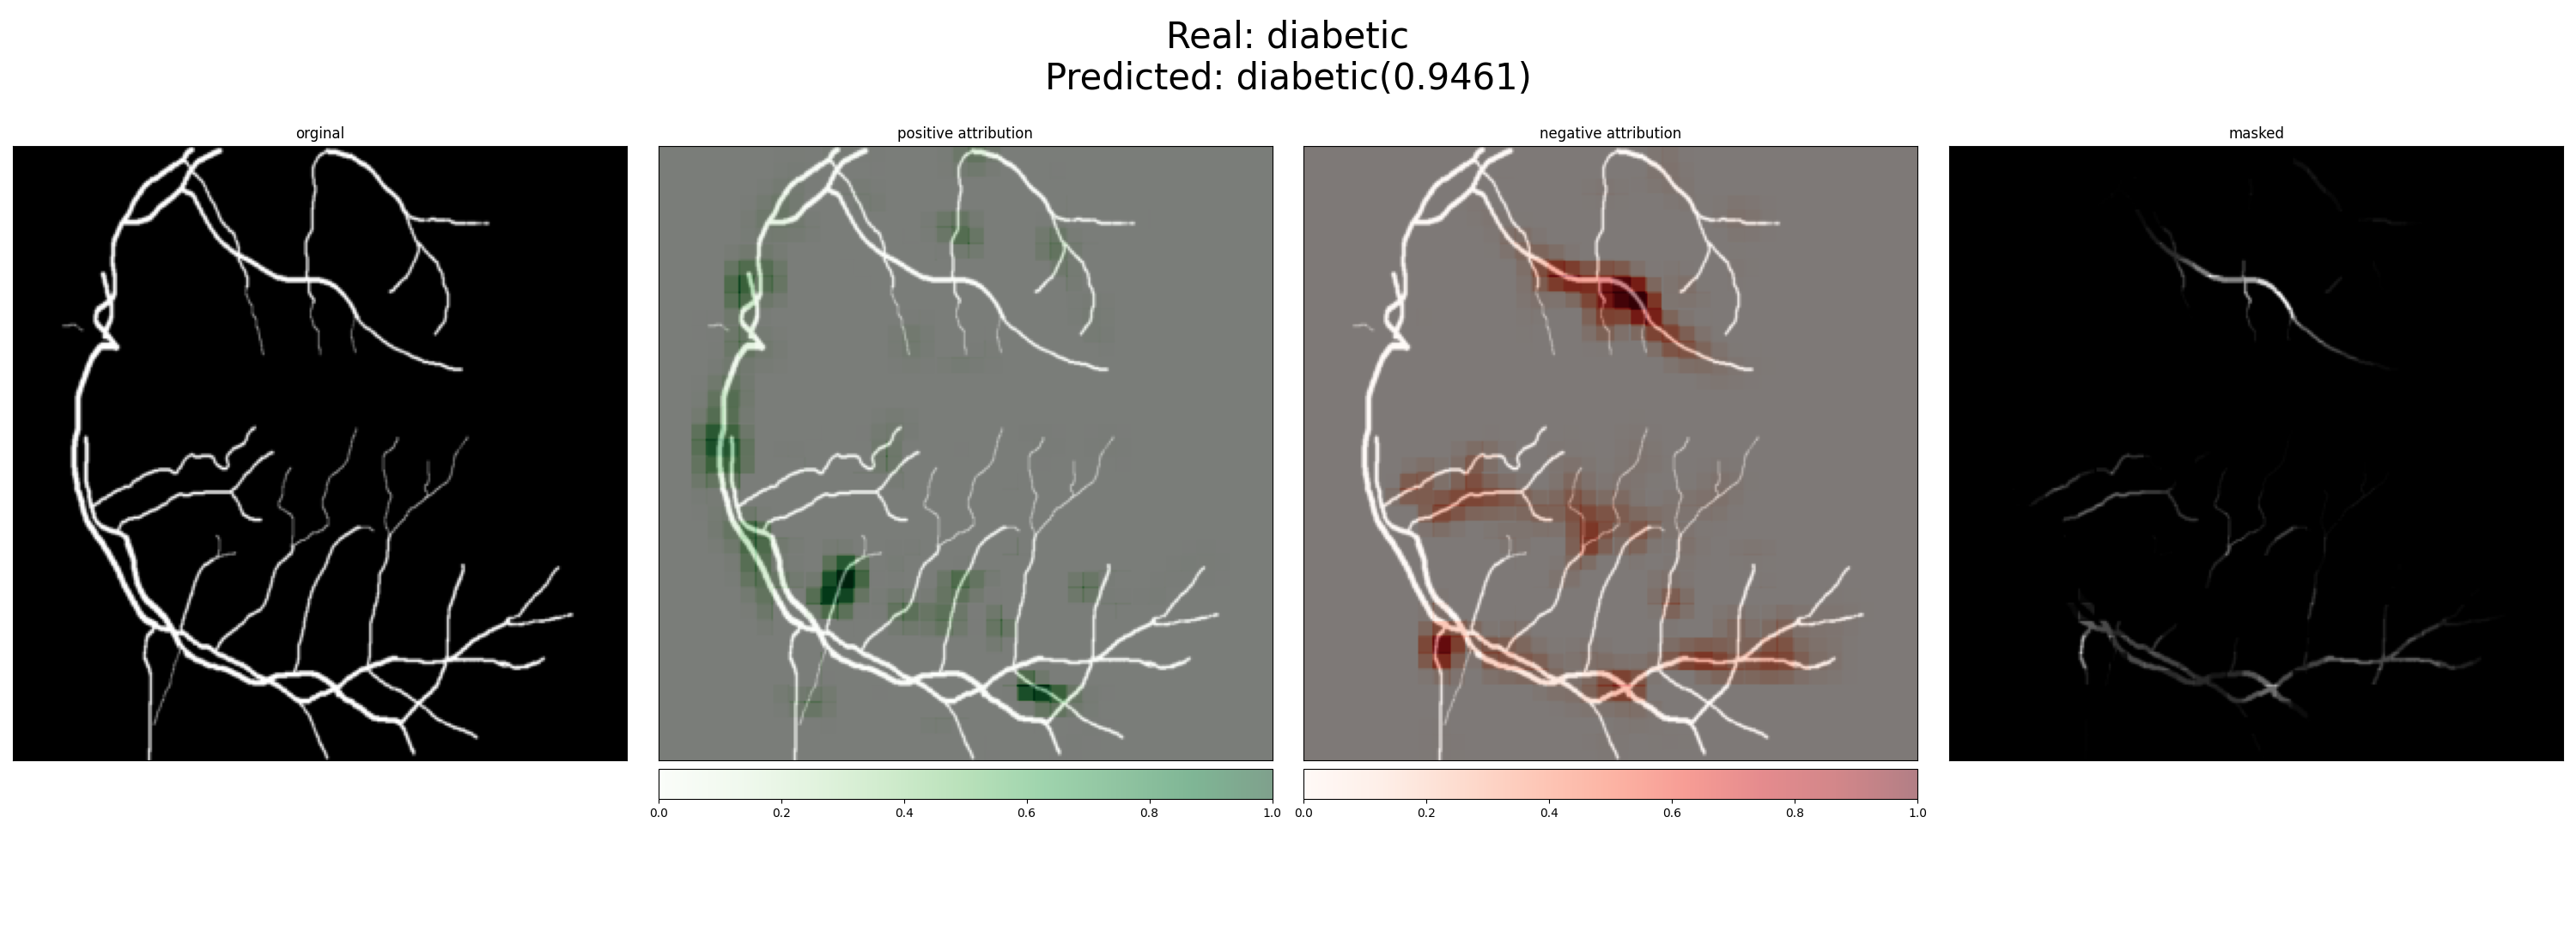 Real: diabetic
Predicted: diabetic(0.9461)
orginal
positive attribution
negative attribution
masked
0.0 0.2 0.4 0.6 0.8 1.0
0.0 0.2 0.4 0.6 0.8 1.0